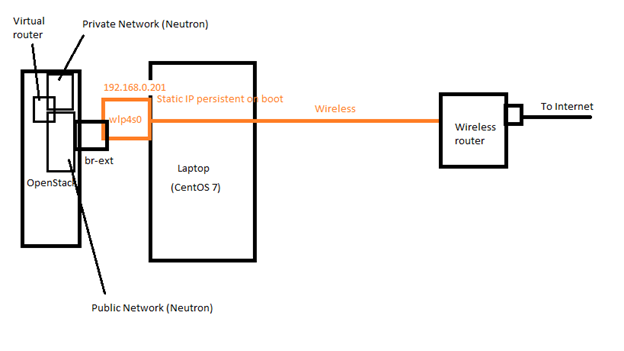 Virtual
router
Private Network (Neutron)
192.168.0.201
Static IP persistent on boot
wlp4s0
Wireless
To Internet
Wireless
router
br-ext
Laptop
(CentOS 7)
OpenStack
Public Network (Neutron)